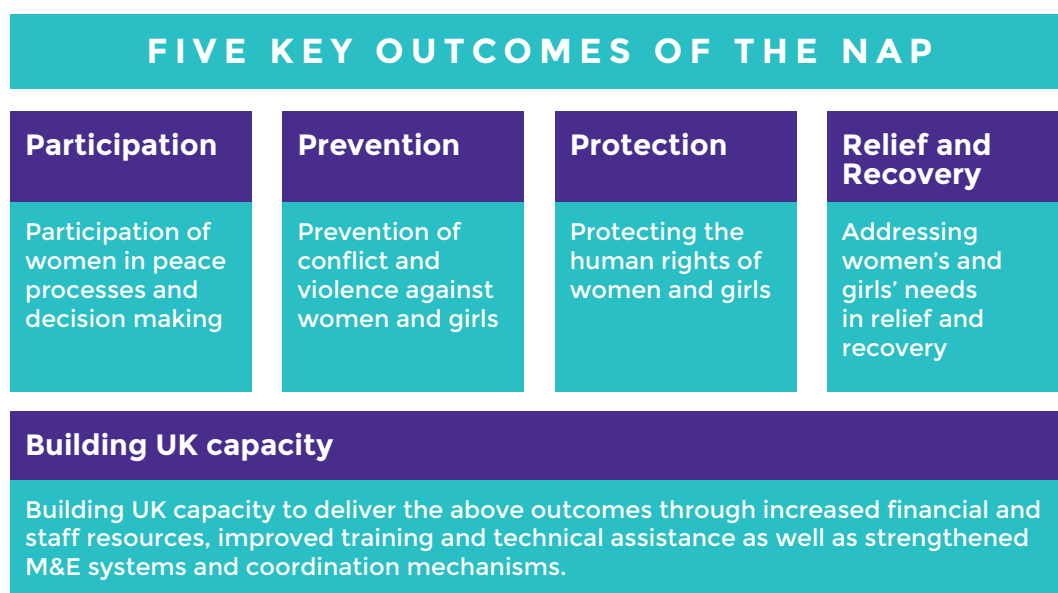 FIVE KEY OUTCOMES OF THE NAP
Participation
Participation of
women in peace
processes and
decision making
Prevention
Prevention of
conflict and
violence against
women and girls
Protection
Protecting the
human rights of
women and girls
Relief and
Recovery
Addressing
women’s and
girls’ needs
in relief and
recovery
Building UK capacity
Building UK capacity to deliver the above outcomes through increased financial and
staff resources, improved training and technical assistance as well as strengthened
M&E systems and coordination mechanisms.